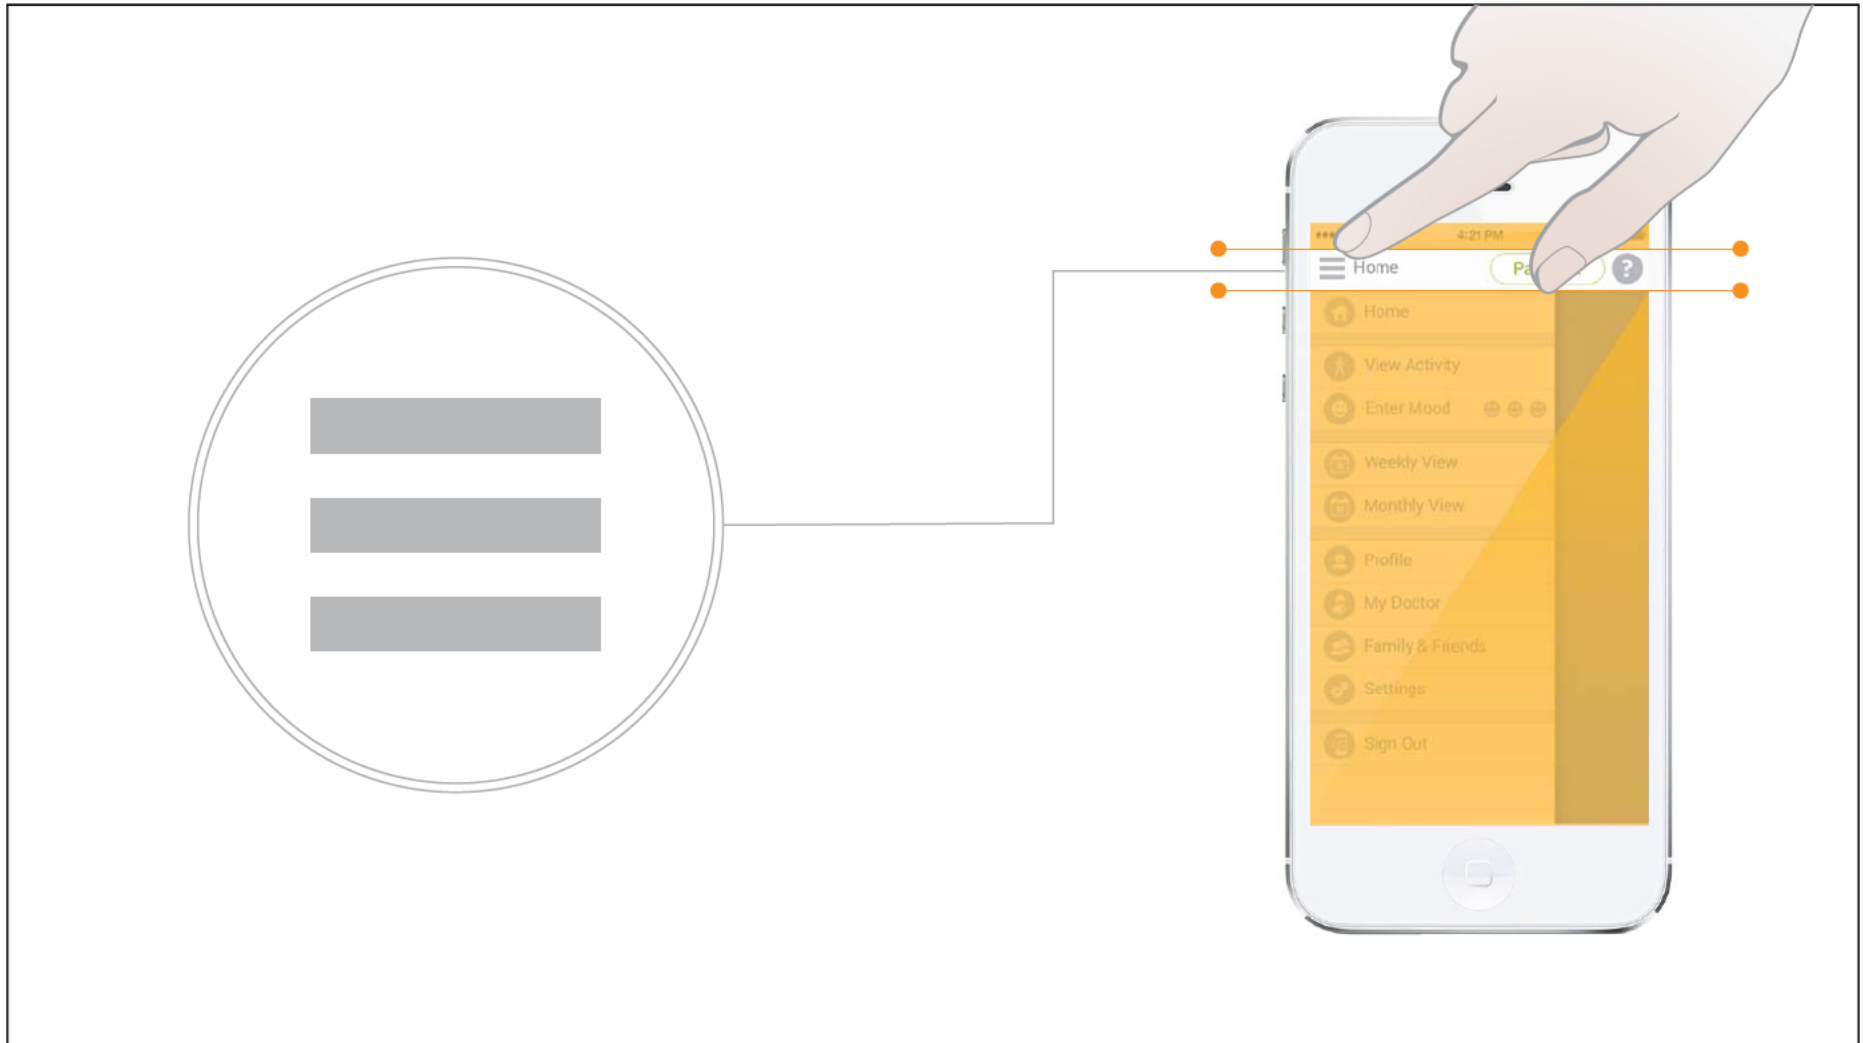 4:21 PM
Home
?
Home
View Activity
Enter Mood
Weekly View
Monthly View
Profile
My Doctor
Family & Friends
Settings
Sign Out